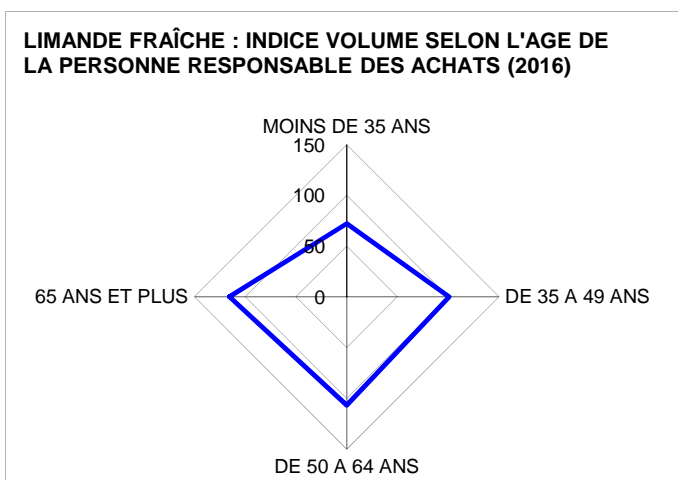 LIMANDE FRAÎCHE : INDICE VOLUME SELON L'AGE DE
LA PERSONNE RESPONSABLE DES ACHATS (2016)
MOINS DE 35 ANS
150
100
50
65 ANS ET PLUS
0
DE 35 A 49 ANS
DE 50 A 64 ANS